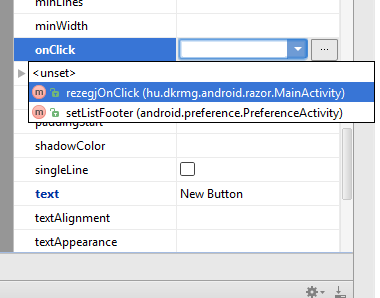 minLines
minWidth
onClick
...
<unset>
m rezegjOnClick (hu.dkrmg.android.razor.MainActivity)
m setListFooter (android.preference.PreferenceActivity)
paddingStart
shadowColor
singleLine
text New Button
textAlignment
textAppearance